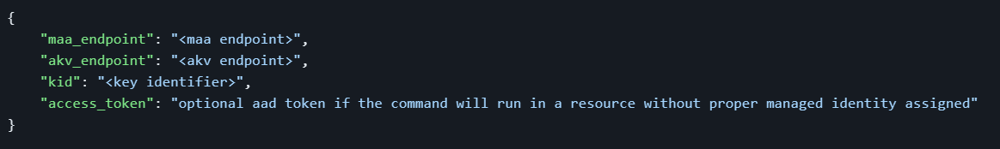 {
    "maa_endpoint": "<maa endpoint>",
    "akv_endpoint": "<akv endpoint>",
    "kid": "<key identifier>",
    "access_token": "optional aad token if the command will run in a resource without proper managed identity assigned"
}